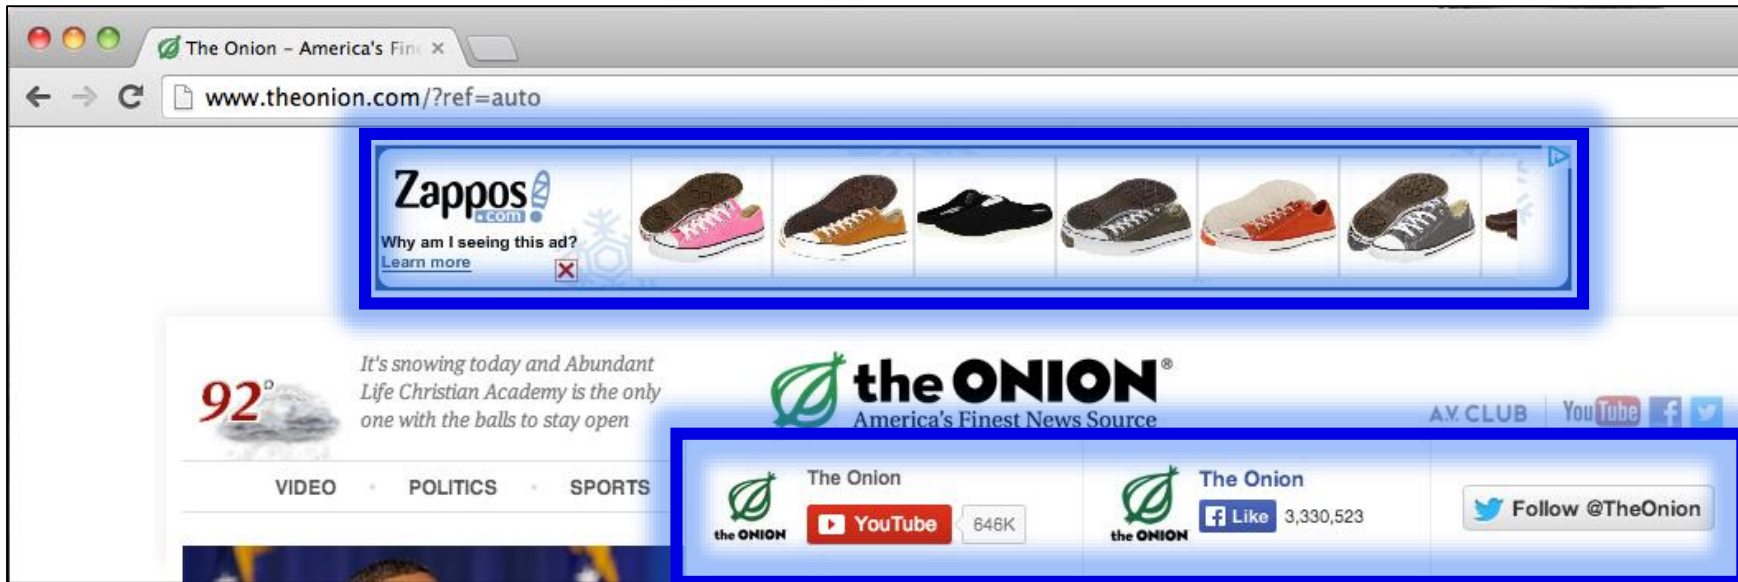 The Onion – America's Fin
www.theonion.com/?ref=auto
Zappos
.com
Why am I seeing this ad?
Learn more
92°
It's snowing today and Abundant
Life Christian Academy is the only
one with the balls to stay open
the ONION®
America's Finest News Source
A.V. CLUB
YouTube
VIDEO • POLITICS • SPORTS
the ONION
The Onion
YouTube 646K
the ONION
The Onion
Like 3,330,523
Follow @TheOnion